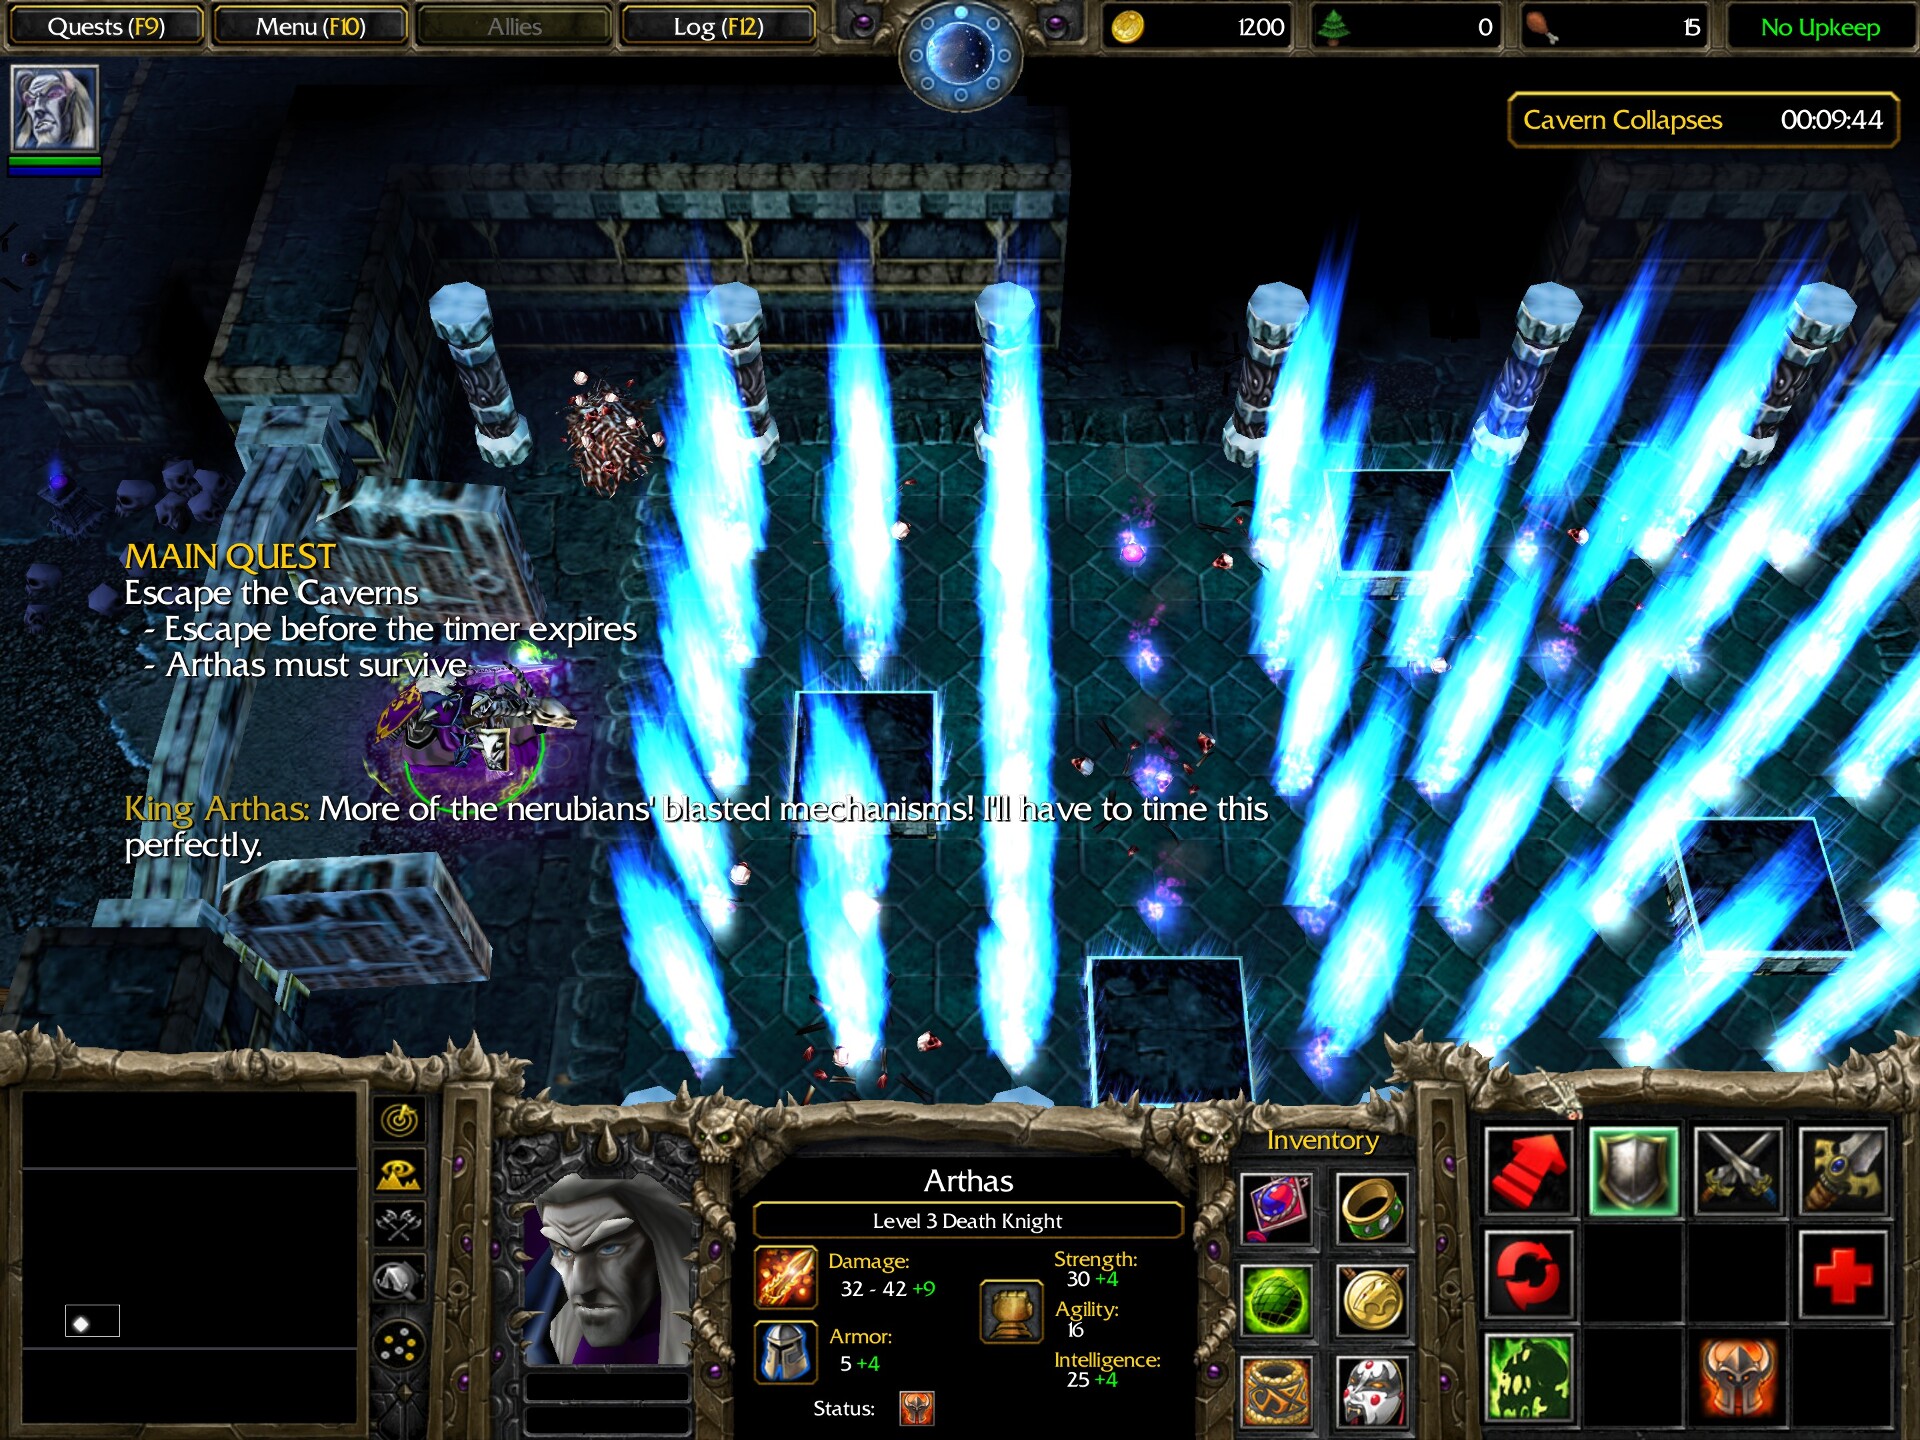 Quests (F9)
Menu (F10)
Allies
Log (F12)
1200
0
15
No Upkeep
Cavern Collapses 00:09:44
MAIN QUEST
Escape the Caverns
- Escape before the timer expires
- Arthas must survive
King Arthas: More of the nerubians' blasted mechanisms! I'll have to time this
perfectly.
Inventory
Arthas
Level 3 Death Knight
Damage:
32 - 42 +9
Armor:
5 +4
Strength:
30 +4
Agility:
16
Intelligence:
25 +4
Status: